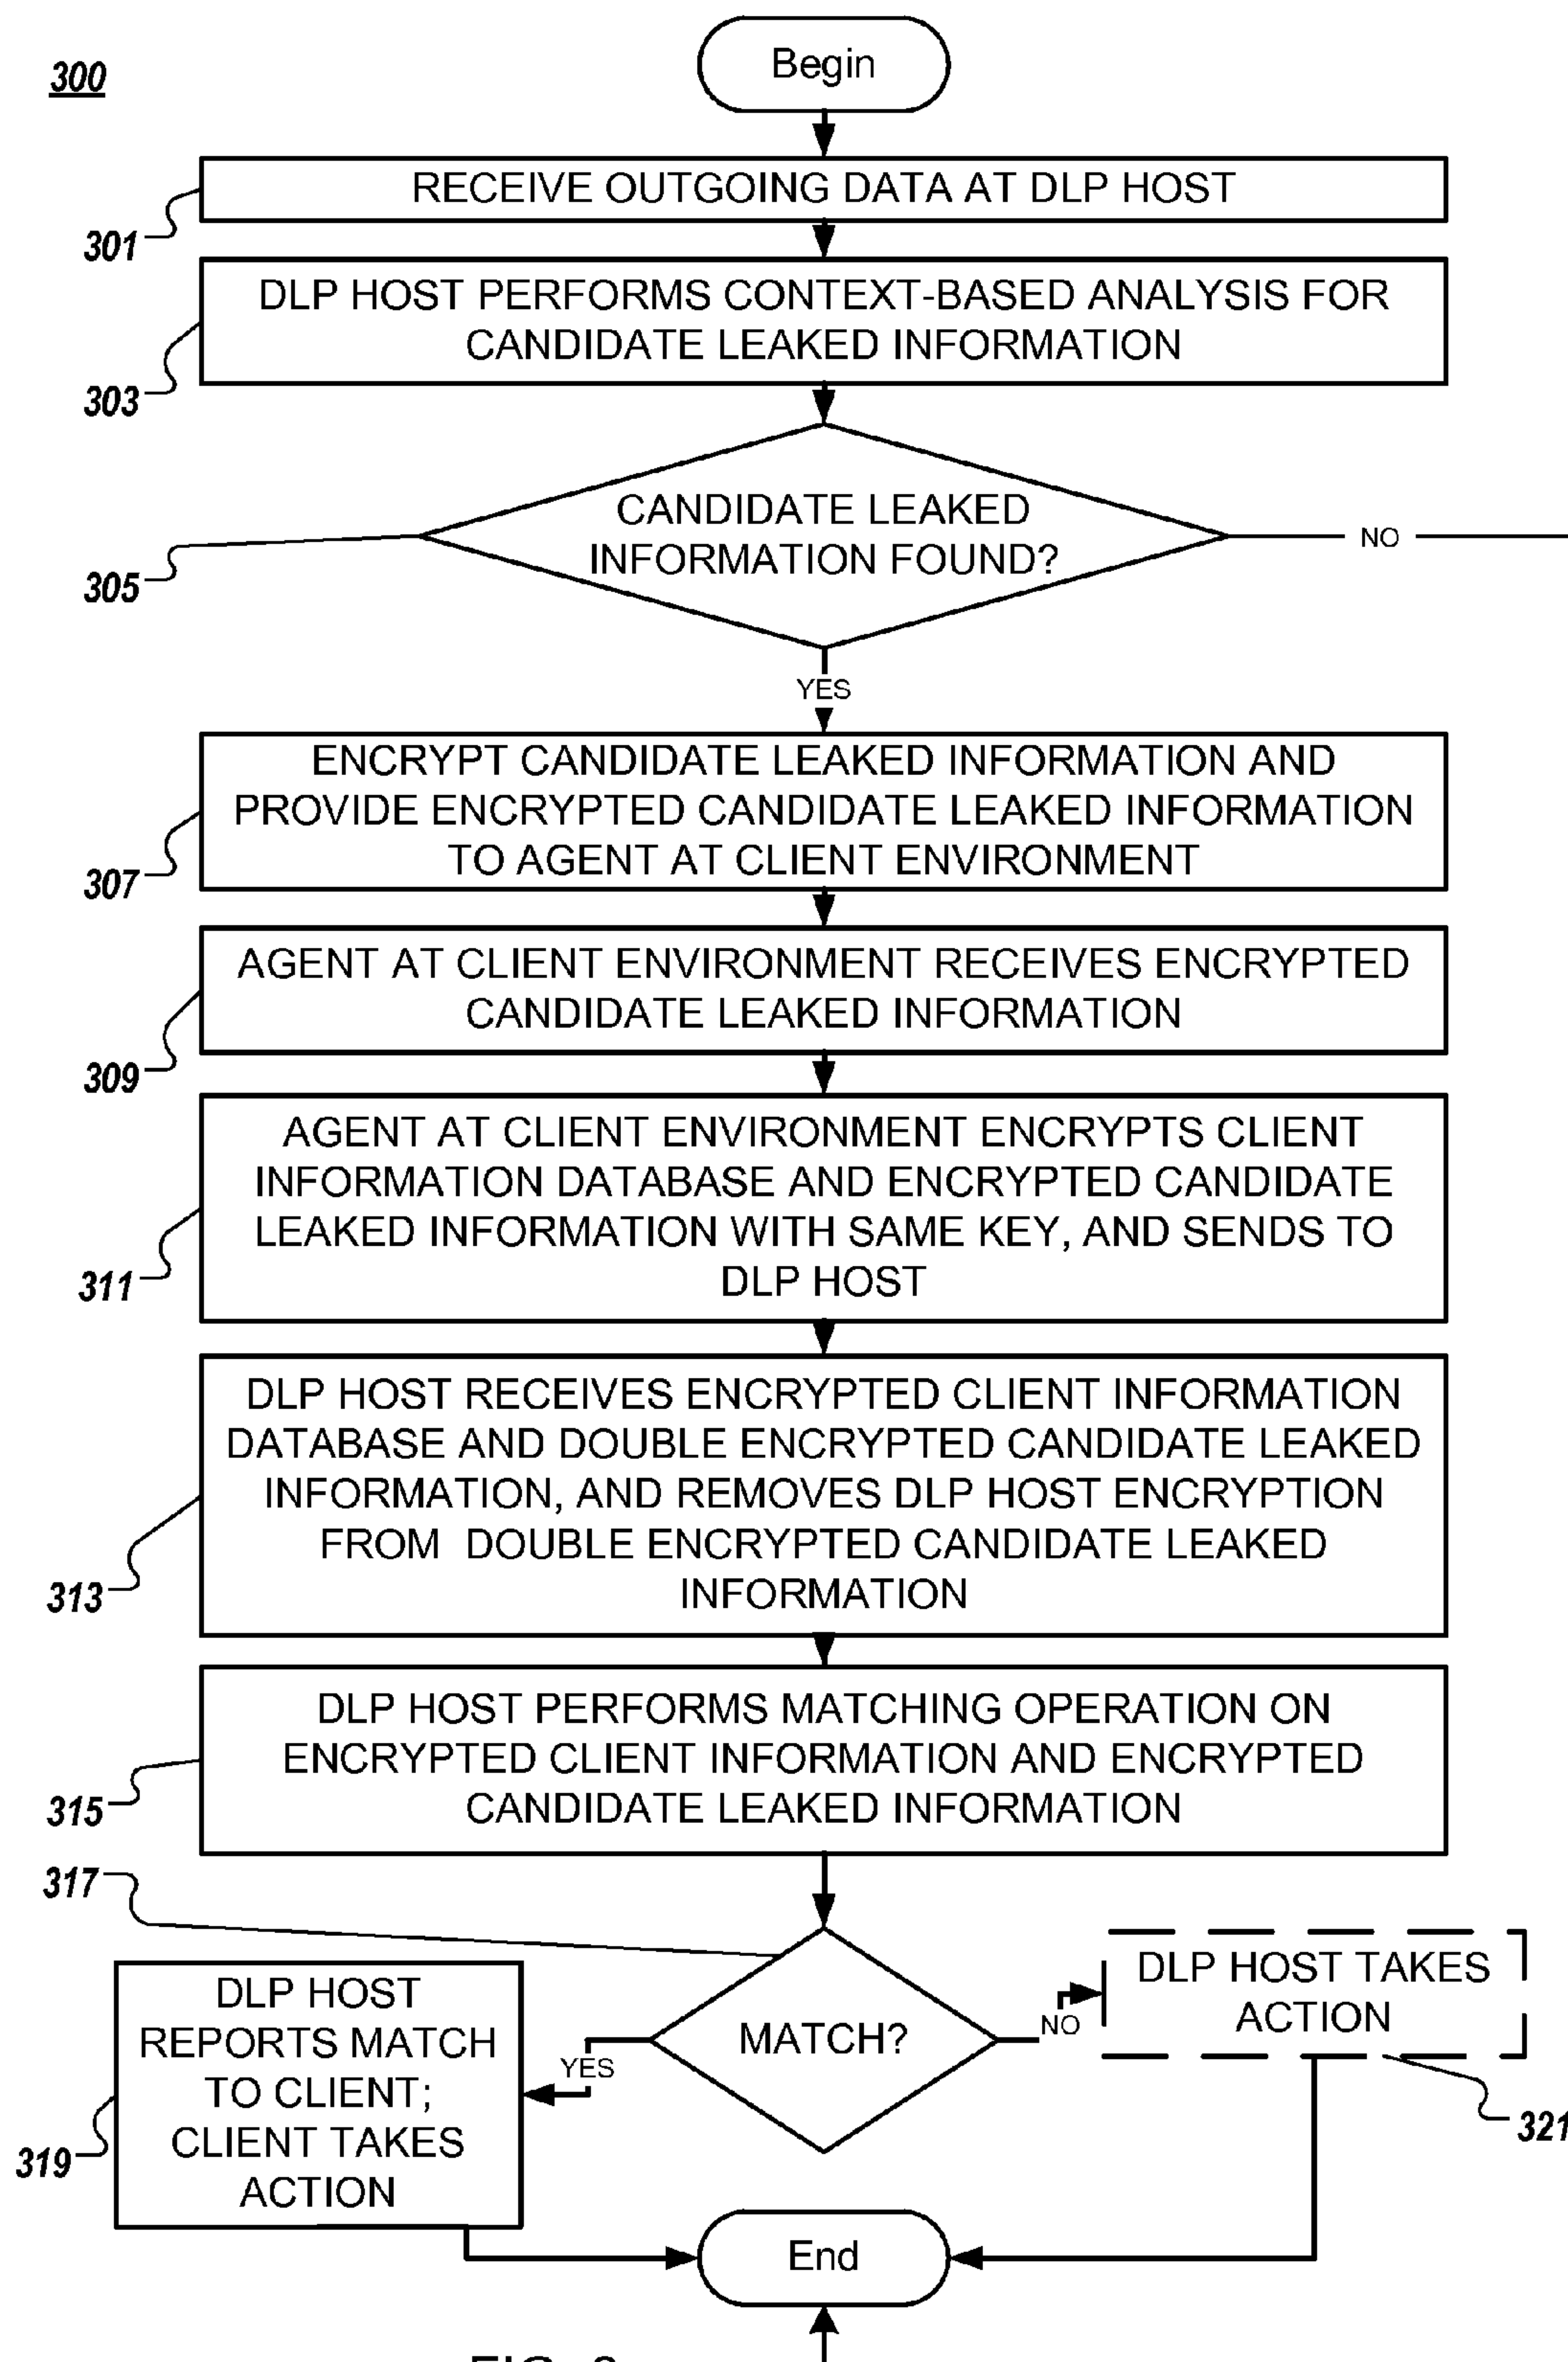 300
Begin
RECEIVE OUTGOING DATA AT DLP HOST
301
DLP HOST PERFORMS CONTEXT-BASED ANALYSIS FOR
CANDIDATE LEAKED INFORMATION
303
CANDIDATE LEAKED
INFORMATION FOUND?
NO
305
YES
ENCRYPT CANDIDATE LEAKED INFORMATION AND
PROVIDE ENCRYPTED CANDIDATE LEAKED INFORMATION
TO AGENT AT CLIENT ENVIRONMENT
307
AGENT AT CLIENT ENVIRONMENT RECEIVES ENCRYPTED
CANDIDATE LEAKED INFORMATION
309
AGENT AT CLIENT ENVIRONMENT ENCRYPTS CLIENT
INFORMATION DATABASE AND ENCRYPTED CANDIDATE
LEAKED INFORMATION WITH SAME KEY, AND SENDS TO
DLP HOST
311
DLP HOST RECEIVES ENCRYPTED CLIENT INFORMATION
DATABASE AND DOUBLE ENCRYPTED CANDIDATE LEAKED
INFORMATION, AND REMOVES DLP HOST ENCRYPTION
FROM DOUBLE ENCRYPTED CANDIDATE LEAKED
INFORMATION
313
DLP HOST PERFORMS MATCHING OPERATION ON
ENCRYPTED CLIENT INFORMATION AND ENCRYPTED
CANDIDATE LEAKED INFORMATION
315
317
MATCH?
YES
NO
DLP HOST
REPORTS MATCH
TO CLIENT;
CLIENT TAKES
ACTION
319
DLP HOST TAKES
ACTION
321
End